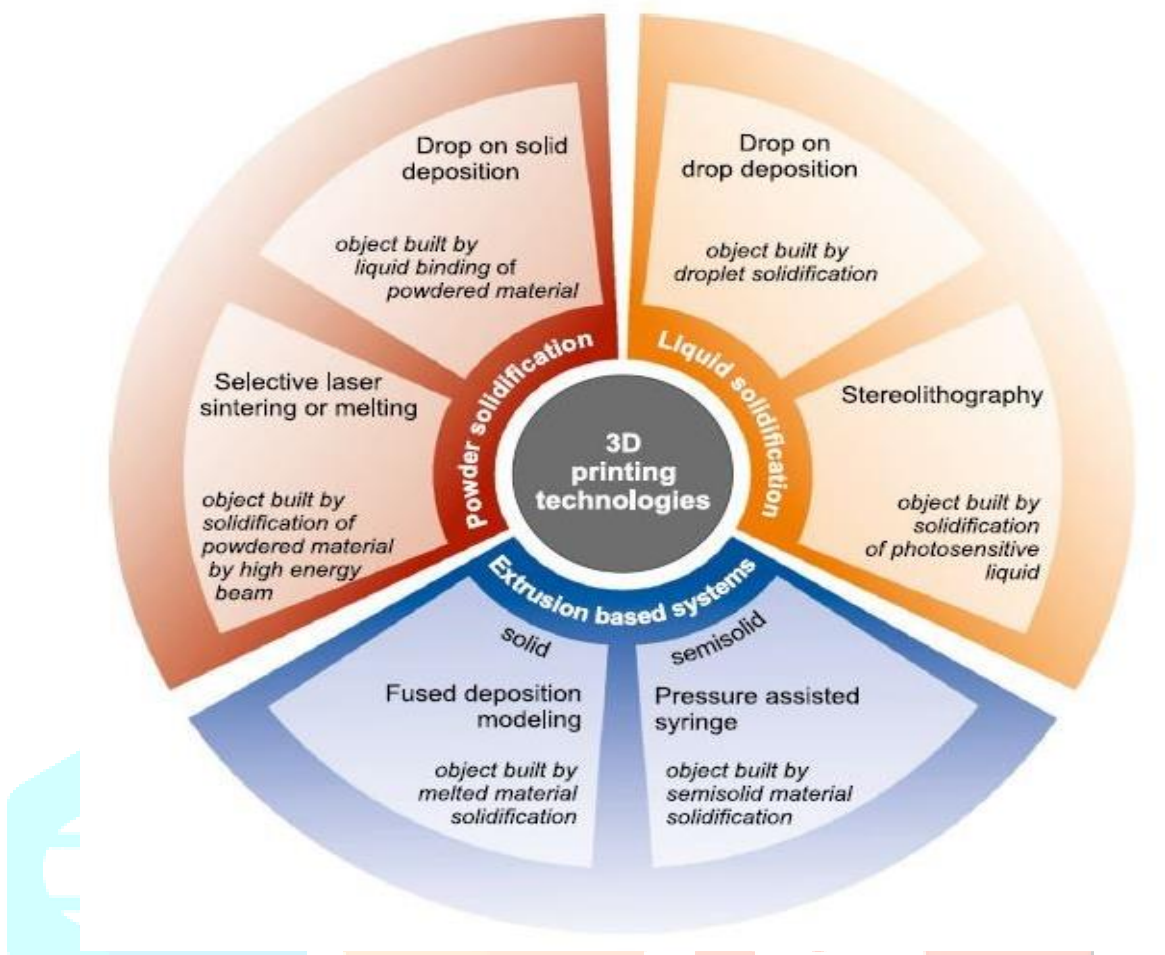 Drop on solid
deposition
object built by
liquid binding of
powdered material
Drop on
drop deposition
object built by
droplet solidification
Powder solidification
Liquid solidification
Selective laser
sintering or melting
object built by
solidification of
powdered material
by high energy
beam
3D
printing
technologies
Stereolithography
object built by
solidification
of photosensitive
liquid
Extrusion based systems
solid
semisolid
Fused deposition
modeling
object built by
melted material
solidification
Pressure assisted
syringe
object built by
semisolid material
solidification